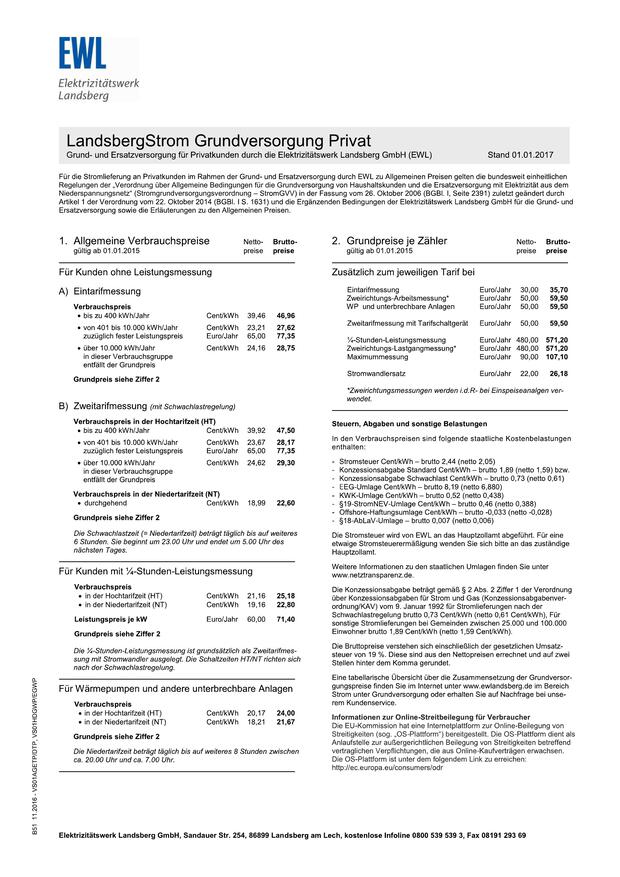 EWL
Elektrizitätswerk
Landsberg
LandsbergStrom Grundversorgung Privat
Grund- und Ersatzversorgung für Privatkunden durch die Elektrizitätswerk Landsberg GmbH (EWL) Stand 01.01.2017
Für die Stromlieferung an Privatkunden im Rahmen der Grund- und Ersatzversorgung durch EWL zu Allgemeinen Preisen gelten die bundesweit einheitlichen
Regelungen der „Verordnung über Allgemeine Bedingungen für die Grundversorgung von Haushaltskunden und die Ersatzversorgung mit Elektrizität aus dem
Niederspannungsnetz" (Stromgrundversorgungsverordnung – StromGVV) in der Fassung vom 26. Oktober 2006 (BGBl. I, Seite 2391) zuletzt geändert durch
Artikel 1 der Verordnung vom 22. Oktober 2014 (BGBl. I S. 1631) und die Ergänzenden Bedingungen der Elektrizitätswerk Landsberg GmbH für die Grund- und
Ersatzversorgung sowie die Erläuterungen zu den Allgemeinen Preisen.
1. Allgemeine Verbrauchspreise Netto- Brutto-
gültig ab 01.01.2015 preise preise
Für Kunden ohne Leistungsmessung
A) Eintarifmessung
Verbrauchspreis
• bis zu 400 kWh/Jahr Cent/kWh 39,46 46,96
• von 401 bis 10.000 kWh/Jahr Cent/kWh 23,21 27,62
zuzüglich fester Leistungspreis Euro/Jahr 65,00 77,35
• über 10.000 kWh/Jahr Cent/kWh 24,16 28,75
in dieser Verbrauchsgruppe
entfällt der Grundpreis
Grundpreis siehe Ziffer 2
B) Zweitarifmessung (mit Schwachlastregelung)
Verbrauchspreis in der Hochtarifzeit (HT)
• bis zu 400 kWh/Jahr Cent/kWh 39,92 47,50
• von 401 bis 10.000 kWh/Jahr Cent/kWh 23,67 28,17
zuzüglich fester Leistungspreis Euro/Jahr 65,00 77,35
• über 10.000 kWh/Jahr Cent/kWh 24,62 29,30
in dieser Verbrauchsgruppe
entfällt der Grundpreis
Verbrauchspreis in der Niedertarifzeit (NT)
• durchgehend Cent/kWh 18,99 22,60
Grundpreis siehe Ziffer 2
Die Schwachlastzeit (= Niedertarifzeit) beträgt täglich bis auf weiteres
6 Stunden. Sie beginnt um 23.00 Uhr und endet um 5.00 Uhr des
nächsten Tages.
Für Kunden mit ¼-Stunden-Leistungsmessung
Verbrauchspreis
• in der Hochtarifzeit (HT) Cent/kWh 21,16 25,18
• in der Niedertarifzeit (NT) Cent/kWh 19,16 22,80
Leistungspreis je kW Euro/Jahr 60,00 71,40
Grundpreis siehe Ziffer 2
Die ¼-Stunden-Leistungsmessung ist grundsätzlich als Zweitarifmes-
sung mit Stromwandler ausgelegt. Die Schaltzeiten HT/NT richten sich
nach der Schwachlastregelung.
Für Wärmepumpen und andere unterbrechbare Anlagen
Verbrauchspreis
• in der Hochtarifzeit (HT) Cent/kWh 20,17 24,00
• in der Niedertarifzeit (NT) Cent/kWh 18,21 21,67
Grundpreis siehe Ziffer 2
Die Niedertarifzeit beträgt täglich bis auf weiteres 8 Stunden zwischen
ca. 20.00 Uhr und ca. 7.00 Uhr.
2. Grundpreise je Zähler Netto- Brutto-
gültig ab 01.01.2015 preise preise
Zusätzlich zum jeweiligen Tarif bei
Eintarifmessung Euro/Jahr 30,00 35,70
Zweirichtungs-Arbeitsmessung* Euro/Jahr 50,00 59,50
WP und unterbrechbare Anlagen Euro/Jahr 50,00 59,50
Zweitarifmessung mit Tarifschaltgerät Euro/Jahr 50,00 59,50
¼-Stunden-Leistungsmessung Euro/Jahr 480,00 571,20
Zweirichtungs-Lastgangmessung* Euro/Jahr 480,00 571,20
Maximummessung Euro/Jahr 90,00 107,10
Stromwandlersatz Euro/Jahr 22,00 26,18
*Zweirichtungsmessungen werden i.d.R- bei Einspeiseanalgen ver-
wendet.
Steuern, Abgaben und sonstige Belastungen
In den Verbrauchspreisen sind folgende staatliche Kostenbelastungen
enthalten:
- Stromsteuer Cent/kWh – brutto 2,44 (netto 2,05)
- Konzessionsabgabe Standard Cent/kWh – brutto 1,89 (netto 1,59) bzw.
- Konzessionsabgabe Schwachlast Cent/kWh – brutto 0,73 (netto 0,61)
- EEG-Umlage Cent/kWh – brutto 8,19 (netto 6,880)
- KWK-Umlage Cent/kWh – brutto 0,52 (netto 0,438)
- §19-StromNEV-Umlage Cent/kWh – brutto 0,46 (netto 0,388)
- Offshore-Haftungsumlage Cent/kWh – brutto -0,033 (netto -0,028)
- §18-AbLaV-Umlage – brutto 0,007 (netto 0,006)
Die Stromsteuer wird von EWL an das Hauptzollamt abgeführt. Für eine
etwaige Stromsteuerermäßigung wenden Sie sich bitte an das zuständige
Hauptzollamt.
Weitere Informationen zu den staatlichen Umlagen finden Sie unter
www.netztransparenz.de.
Die Konzessionsabgabe beträgt gemäß § 2 Abs. 2 Ziffer 1 der Verordnung
über Konzessionsabgaben für Strom und Gas (Konzessionsabgabenver-
ordnung/KAV) vom 9. Januar 1992 für Stromlieferungen nach der
Schwachlastregelung brutto 0,73 Cent/kWh (netto 0,61 Cent/kWh), Für
sonstige Stromlieferungen bei Gemeinden zwischen 25.000 und 100.000
Einwohner brutto 1,89 Cent/kWh (netto 1,59 Cent/kWh).
Die Bruttopreise verstehen sich einschließlich der gesetzlichen Umsatz-
steuer von 19 %. Diese sind aus den Nettopreisen errechnet und auf zwei
Stellen hinter dem Komma gerundet.
Eine tabellarische Übersicht über die Zusammensetzung der Grundversor-
gungspreise finden Sie im Internet unter www.ewlandsberg.de im Bereich
Strom unter Grundversorgung oder erhalten Sie auf Nachfrage bei unse-
rem Kundenservice.
Informationen zur Online-Streitbeilegung für Verbraucher
Die EU-Kommission hat eine Internetplattform zur Online-Beilegung von
Streitigkeiten (sog. „OS-Plattform") bereitgestellt. Die OS-Plattform dient als
Anlaufstelle zur außergerichtlichen Beilegung von Streitigkeiten betreffend
vertraglichen Verpflichtungen, die aus Online-Kaufverträgen erwachsen.
Die OS-Plattform ist unter dem folgendem Link zu erreichen:
http://ec.europa.eu/consumers/odr
B51 11.2016 - VS01AGETP/DTP, VS01HDGWP/EGWP
Elektrizitätswerk Landsberg GmbH, Sandauer Str. 254, 86899 Landsberg am Lech, kostenlose Infoline 0800 539 539 3, Fax 08191 293 69